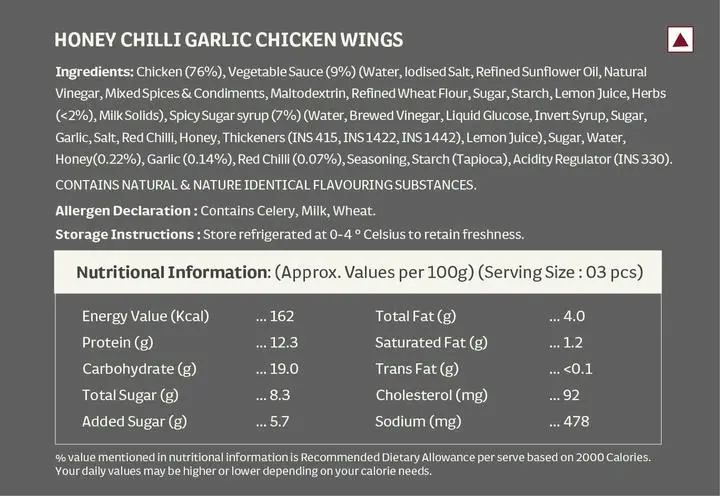 HONEY CHILLI GARLIC CHICKEN WINGS
Ingredients: Chicken (76%), Vegetable Sauce (9%) (Water, Iodised Salt, Refined Sunflower Oil, Natural
Vinegar, Mixed Spices & Condiments, Maltodextrin, Refined Wheat Flour, Sugar, Starch, Lemon Juice, Herbs
(<2%), Milk Solids), Spicy Sugar syrup (7%) (Water, Brewed Vinegar, Liquid Glucose, Invert Syrup, Sugar,
Garlic, Salt, Red Chilli, Honey, Thickeners (INS 415, INS 1422, INS 1442), Lemon Juice), Sugar, Water,
Honey(0.22%), Garlic (0.14%), Red Chilli (0.07%), Seasoning, Starch (Tapioca), Acidity Regulator (INS 330).
CONTAINS NATURAL & NATURE IDENTICAL FLAVOURING SUBSTANCES.
Allergen Declaration : Contains Celery, Milk, Wheat.
Storage Instructions : Store refrigerated at 0-4 ° Celsius to retain freshness.
Nutritional Information: (Approx. Values per 100g) (Serving Size : 03 pcs)
Energy Value (Kcal) ... 162 Total Fat (g) ... 4.0
Protein (g) ... 12.3 Saturated Fat (g) ... 1.2
Carbohydrate (g) ... 19.0 Trans Fat (g) ... <0.1
Total Sugar (g) ... 8.3 Cholesterol (mg) ... 92
Added Sugar (g) ... 5.7 Sodium (mg) ... 478
% value mentioned in nutritional information is Recommended Dietary Allowance per serve based on 2000 Calories.
Your daily values may be higher or lower depending on your calorie needs.